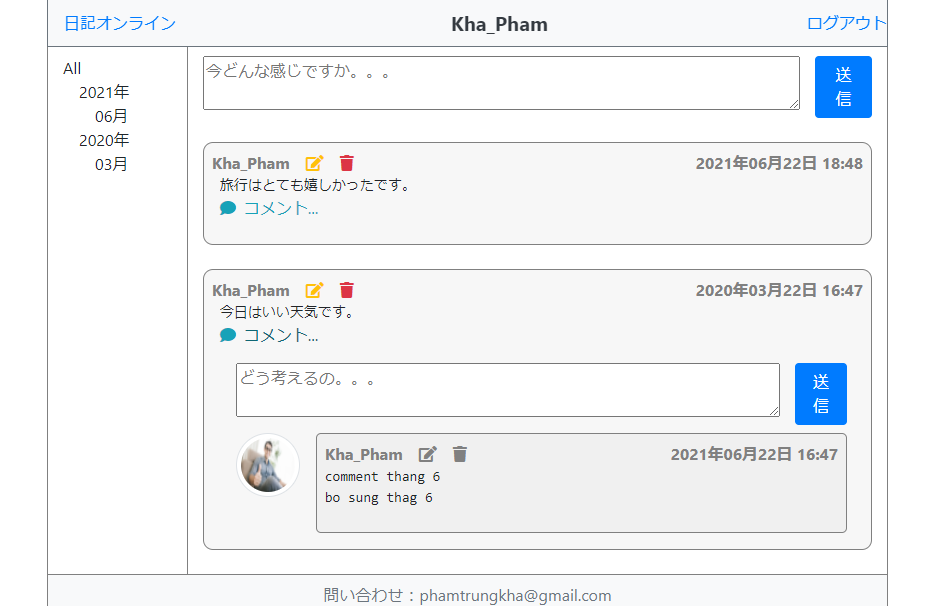 日記オンライン
Kha_Pham
ログアウト
All
2021年
06月
2020年
03月
今どんな感じですか。。。
送
信
Kha_Pham 2021年06月22日 18:48
旅行はとても嬉しかったです。
コメント...
Kha_Pham 2020年03月22日 16:47
今日はいい天気です。
コメント...
どう考えるの。。。
送
信
Kha_Pham 2021年06月22日 16:47
comment thang 6
bo sung thag 6
問い合わせ：phamtrungkha@gmail.com